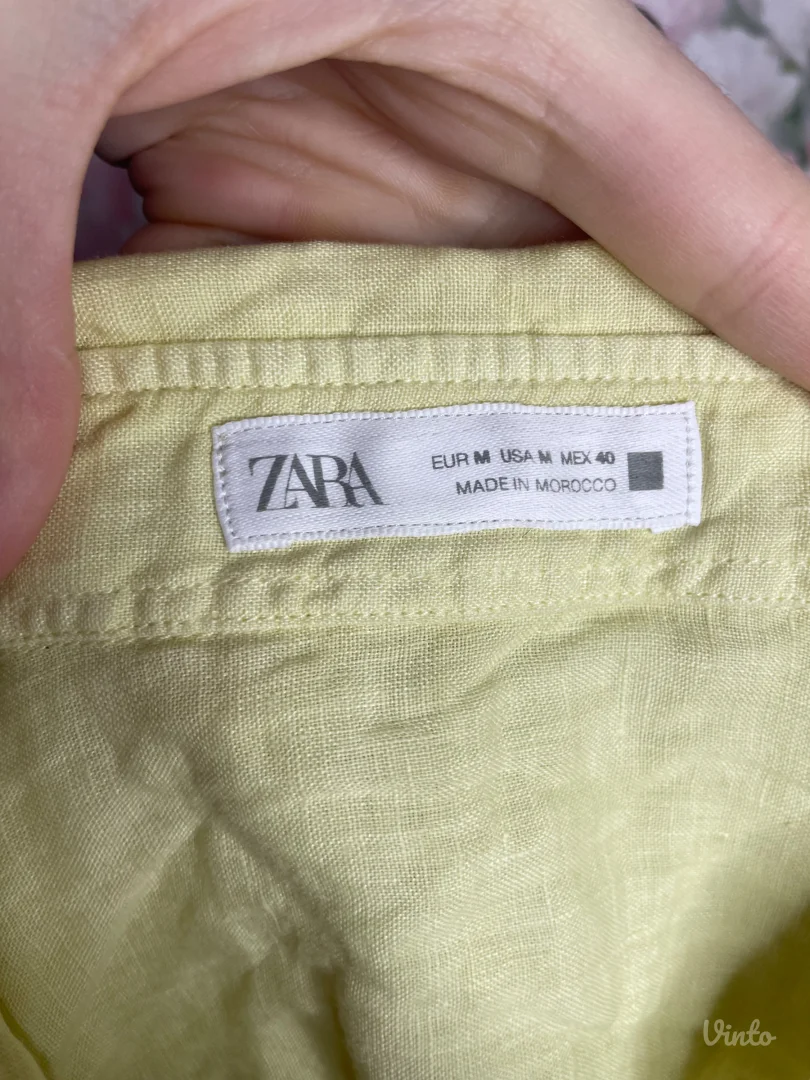 ZARA
EUR M USA M MEX 40
MADE IN MOROCCO
Vinto